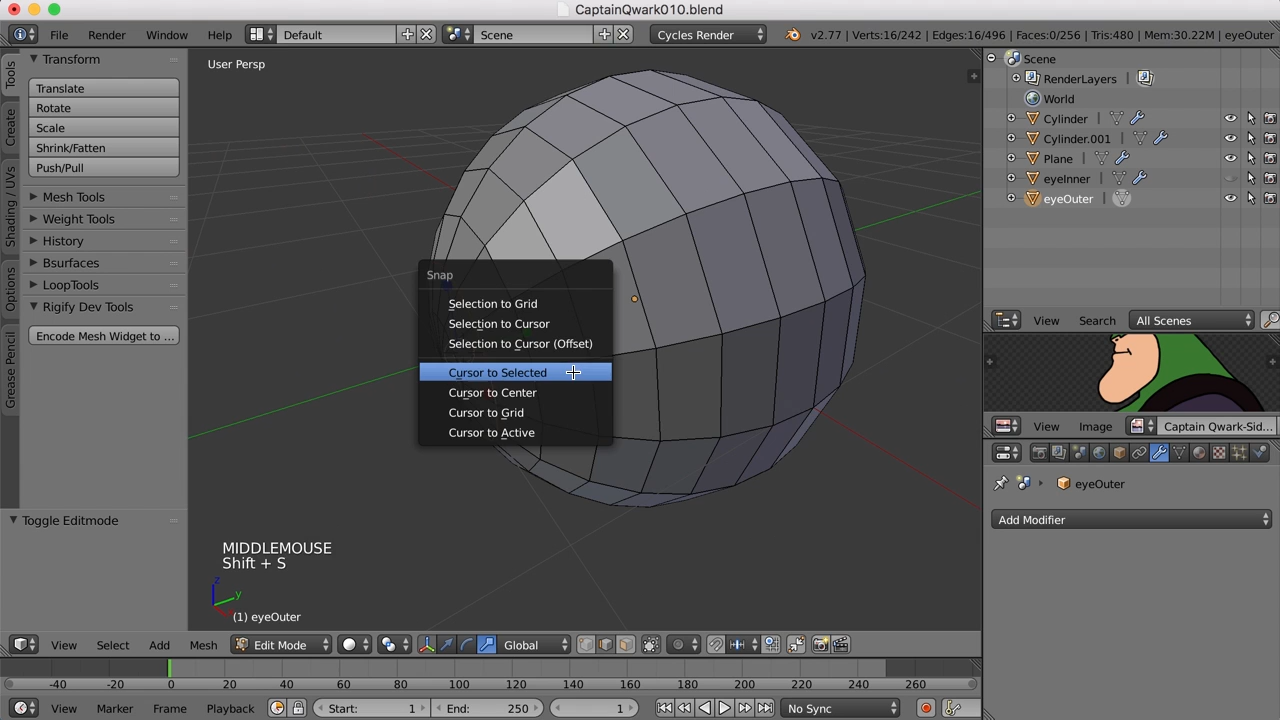 CaptainQwark010.blend
File Render Window Help Default Scene Cycles Render v2.77 | Verts:16/242 | Edges:16/496 | Faces:0/256 | Tris:480 | Mem:30.22M | eyeOuter
Tools
Create
Shading / UVs
Options
Grease Pencil
Transform
Translate
Rotate
Scale
Shrink/Fatten
Push/Pull
Mesh Tools
Weight Tools
History
Bsurfaces
LoopTools
Rigify Dev Tools
Encode Mesh Widget to ...
Toggle Editmode
User Persp
Snap
Selection to Grid
Selection to Cursor
Selection to Cursor (Offset)
Cursor to Selected
Cursor to Center
Cursor to Grid
Cursor to Active
MIDDLEMOUSE
Shift + S
z
y
(1) eyeOuter
Scene
RenderLayers
World
Cylinder
Cylinder.001
Plane
eyeInner
eyeOuter
View Search All Scenes
View Image Captain Qwark-Sid...
eyeOuter
Add Modifier
View Select Add Mesh Edit Mode Global
-40 -20 0 20 40 60 80 100 120 140 160 180 200 220 240 260
View Marker Frame Playback Start: 1 End: 250 1 No Sync